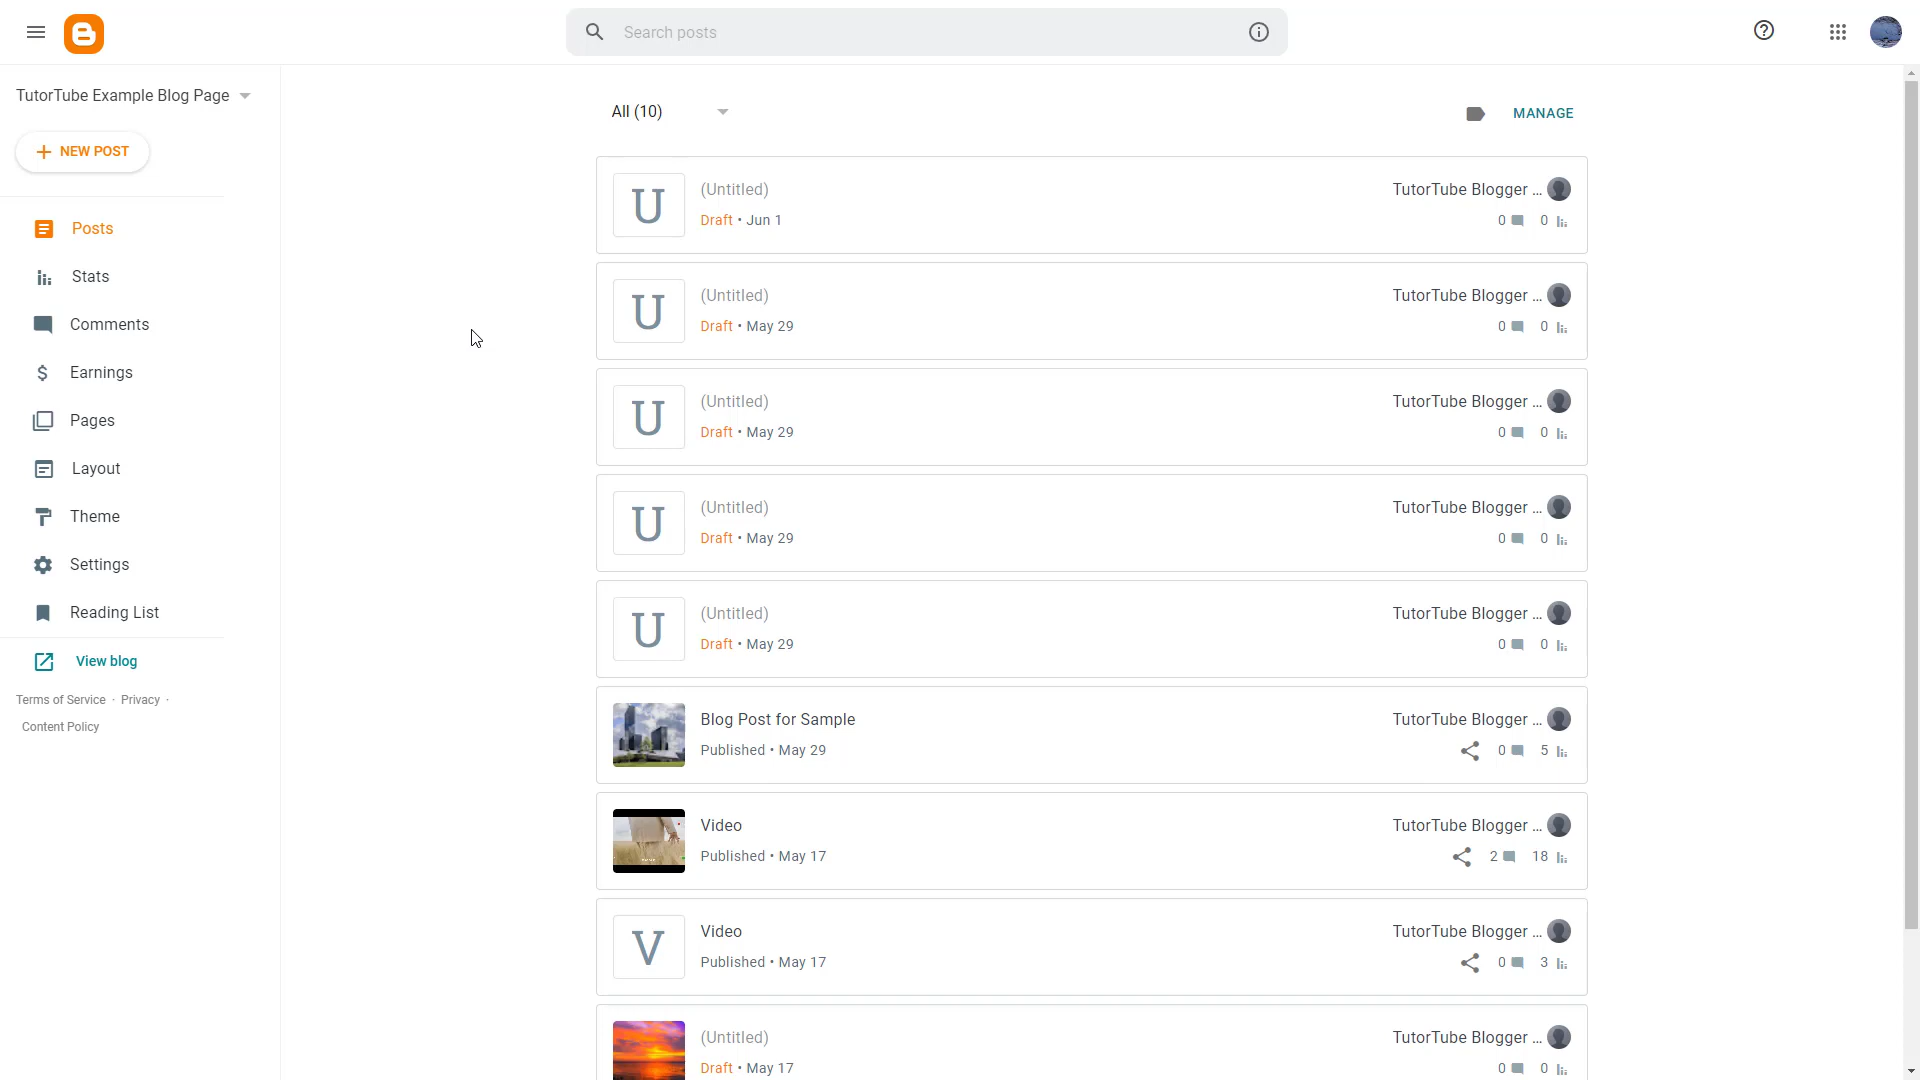 Search posts
TutorTube Example Blog Page
NEW POST
Posts
Stats
Comments
Earnings
Pages
Layout
Theme
Settings
Reading List
View blog
Terms of Service · Privacy ·
Content Policy
All (10)
MANAGE
U
(Untitled)
TutorTube Blogger ...
Draft • Jun 1
0 0
U
(Untitled)
TutorTube Blogger ...
Draft • May 29
0 0
U
(Untitled)
TutorTube Blogger ...
Draft • May 29
0 0
U
(Untitled)
TutorTube Blogger ...
Draft • May 29
0 0
U
(Untitled)
TutorTube Blogger ...
Draft • May 29
0 0
Blog Post for Sample
TutorTube Blogger ...
Published • May 29
0 5
Video
TutorTube Blogger ...
Published • May 17
2 18
V
Video
TutorTube Blogger ...
Published • May 17
0 3
(Untitled)
TutorTube Blogger ...
Draft • May 17
0 0